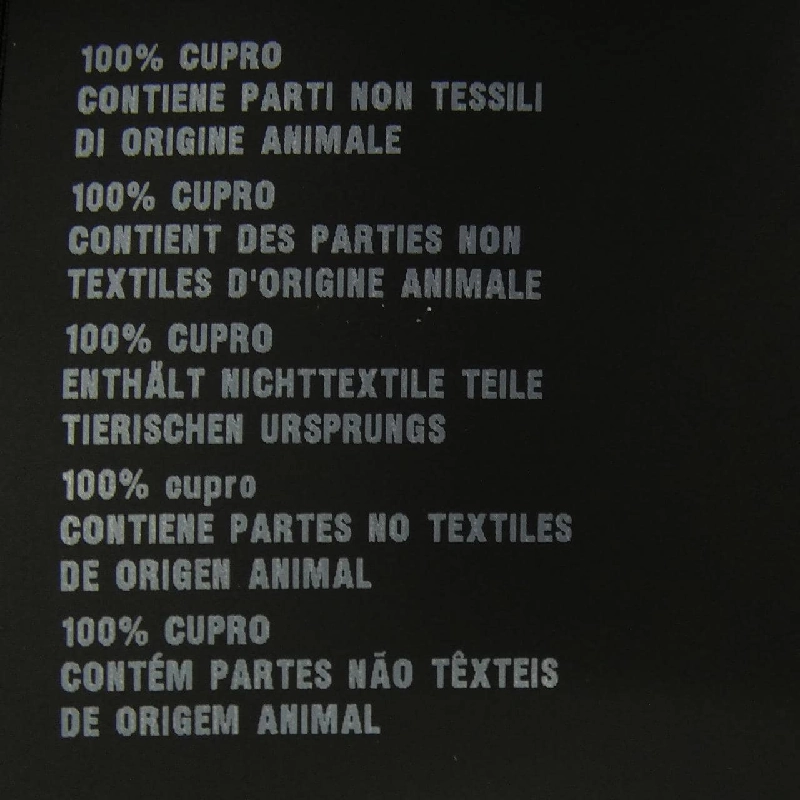 100% CUPRO
CONTIENE PARTI NON TESSILI
DI ORIGINE ANIMALE
100% CUPRO
CONTIENT DES PARTIES NON
TEXTILES D'ORIGINE ANIMALE
100% CUPRO
ENTHÄLT NICHTTEXTILE TEILE
TIERISCHEN URSPRUNGS
100% cupro
CONTIENE PARTES NO TEXTILES
DE ORIGEN ANIMAL
100% CUPRO
CONTÉM PARTES NÃO TÊXTEIS
DE ORIGEM ANIMAL